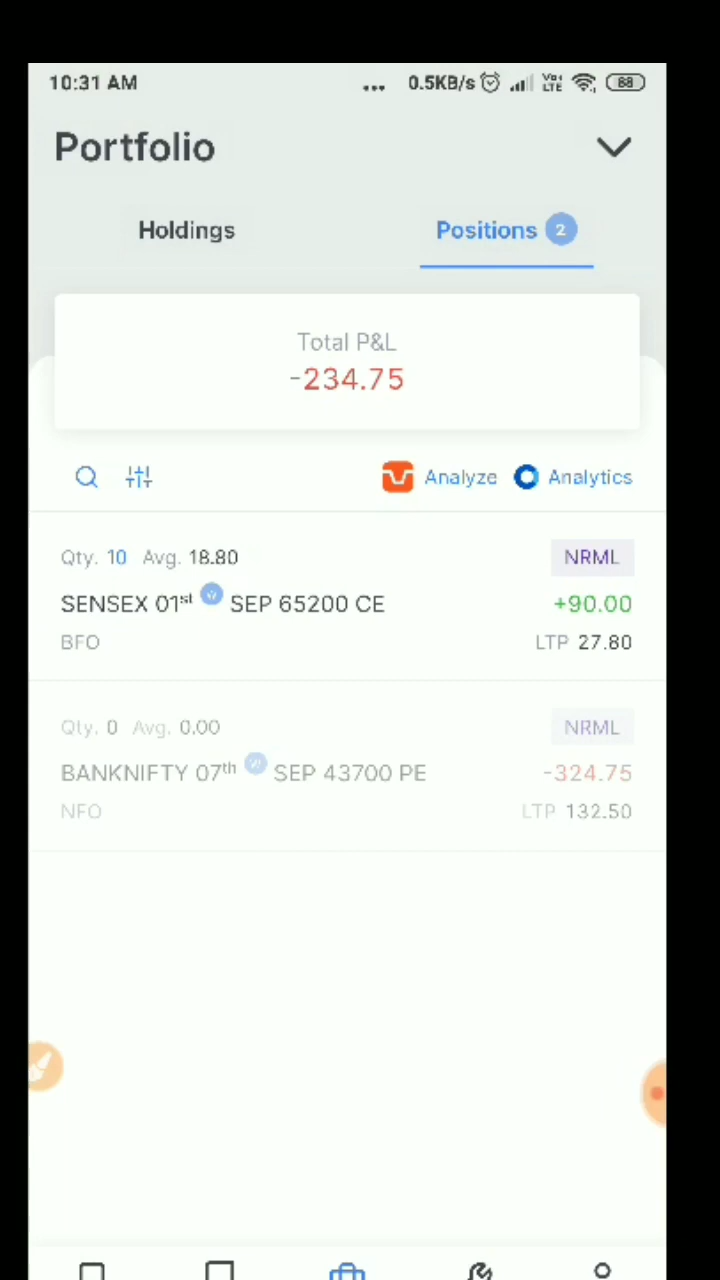 10:31 AM ... 0.5KB/s Vo LTE 88
Portfolio
Holdings Positions 2
Total P&L
-234.75
Analyze Analytics
Qty. 10 Avg. 18.80 NRML
SENSEX 01st W SEP 65200 CE +90.00
BFO LTP 27.80
Qty. 0 Avg. 0.00 NRML
BANKNIFTY 07th W SEP 43700 PE -324.75
NFO LTP 132.50